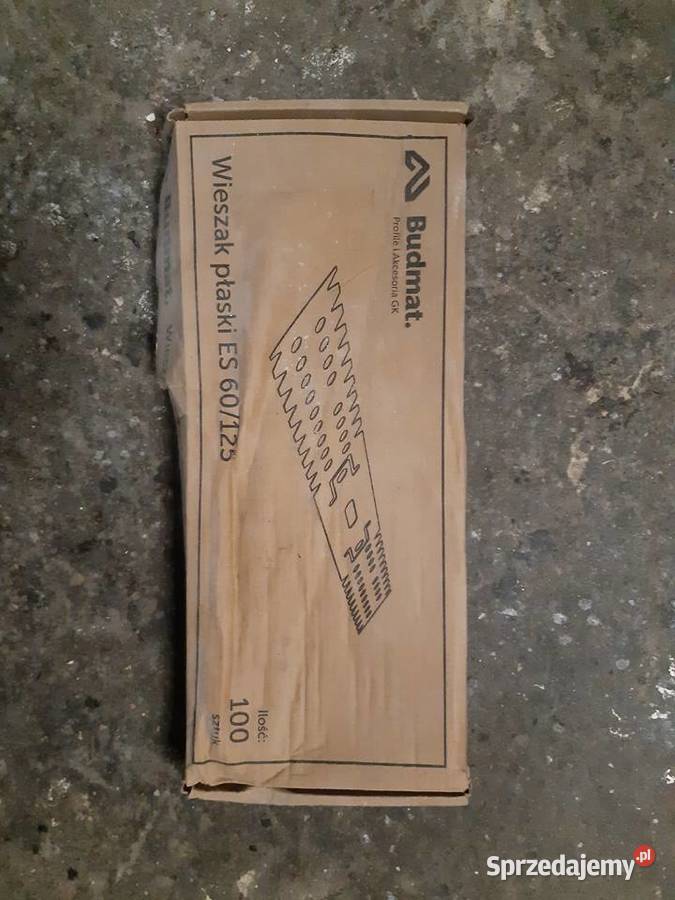 Budmat.
Profile i Akcesoria GK
Wieszak płaski ES 60/125
Ilość:
100
sztuk
Sprzedajemy.pl